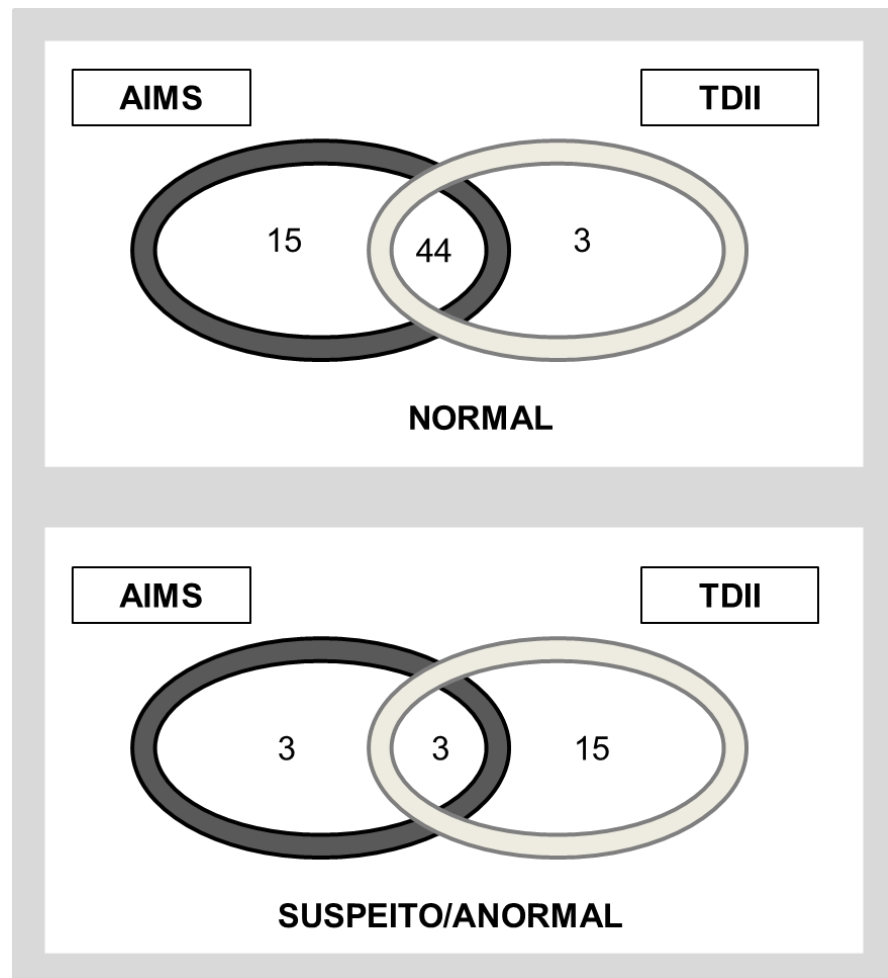 AIMS TDII
15 44 3
NORMAL
AIMS TDII
3 3 15
SUSPEITO/ANORMAL